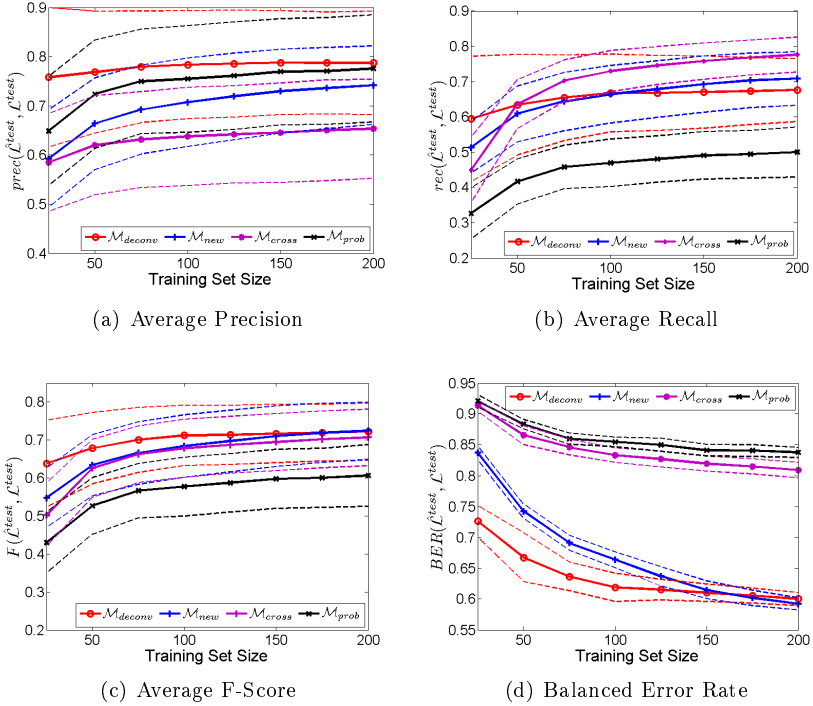 prec(L̂^test, L^test)
0.9
0.8
0.7
0.6
0.5
0.4
50 100 150 200
Training Set Size
M_deconv M_new M_cross M_prob
(a) Average Precision
rec(L̂^test, L^test)
0.9
0.8
0.7
0.6
0.5
0.4
0.3
0.2
50 100 150 200
Training Set Size
M_deconv M_new M_cross M_prob
(b) Average Recall
F(L̂^test, L^test)
0.8
0.7
0.6
0.5
0.4
0.3
0.2
50 100 150 200
Training Set Size
M_deconv M_new M_cross M_prob
(c) Average F-Score
BER(L̂^test, L^test)
0.95
0.9
0.85
0.8
0.75
0.7
0.65
0.6
0.55
50 100 150 200
Training Set Size
M_deconv M_new M_cross M_prob
(d) Balanced Error Rate